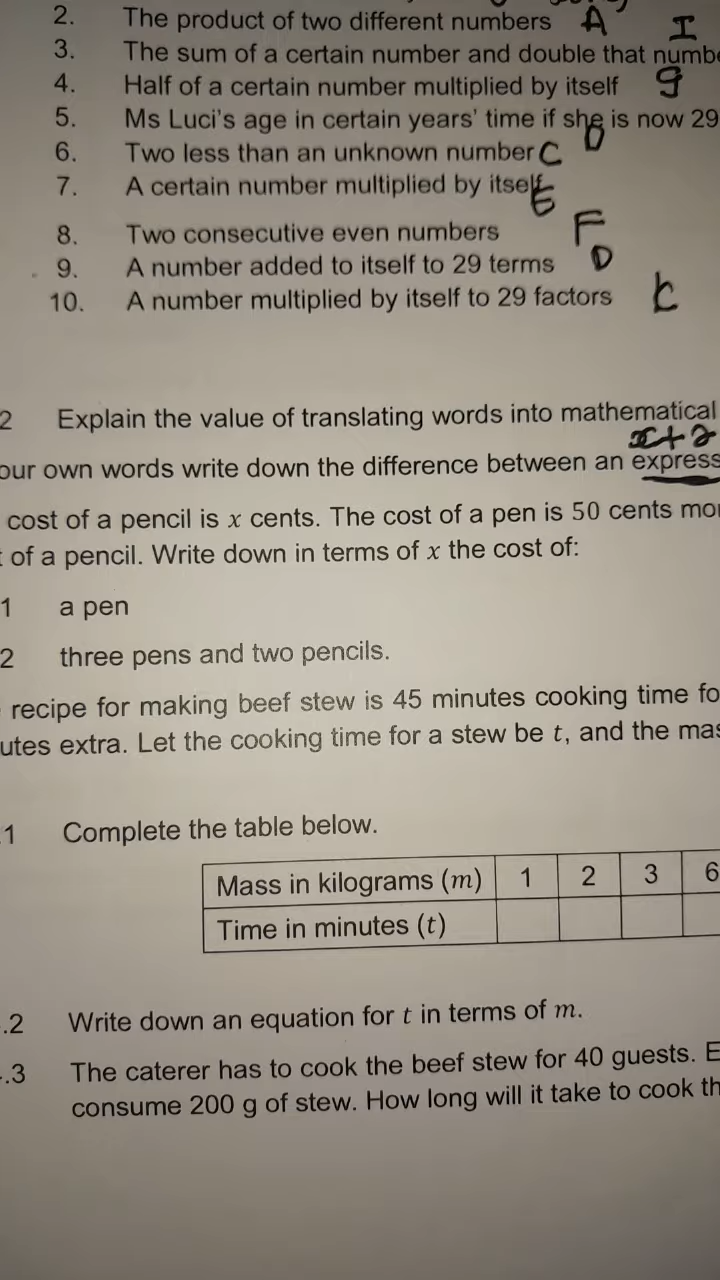 2. The product of two different numbers A I
3. The sum of a certain number and double that numb
4. Half of a certain number multiplied by itself g
5. Ms Luci's age in certain years' time if she is now 29
6. Two less than an unknown number C D
7. A certain number multiplied by itself E
8. Two consecutive even numbers F
9. A number added to itself to 29 terms D
10. A number multiplied by itself to 29 factors
2 Explain the value of translating words into mathematical
x+2
our own words write down the difference between an express
cost of a pencil is x cents. The cost of a pen is 50 cents mo
of a pencil. Write down in terms of x the cost of:
1 a pen
2 three pens and two pencils.
recipe for making beef stew is 45 minutes cooking time fo
utes extra. Let the cooking time for a stew be t, and the mas
.1 Complete the table below.
Mass in kilograms (m) 1 2 3 6
Time in minutes (t)
.2 Write down an equation for t in terms of m.
.3 The caterer has to cook the beef stew for 40 guests. E
consume 200 g of stew. How long will it take to cook th